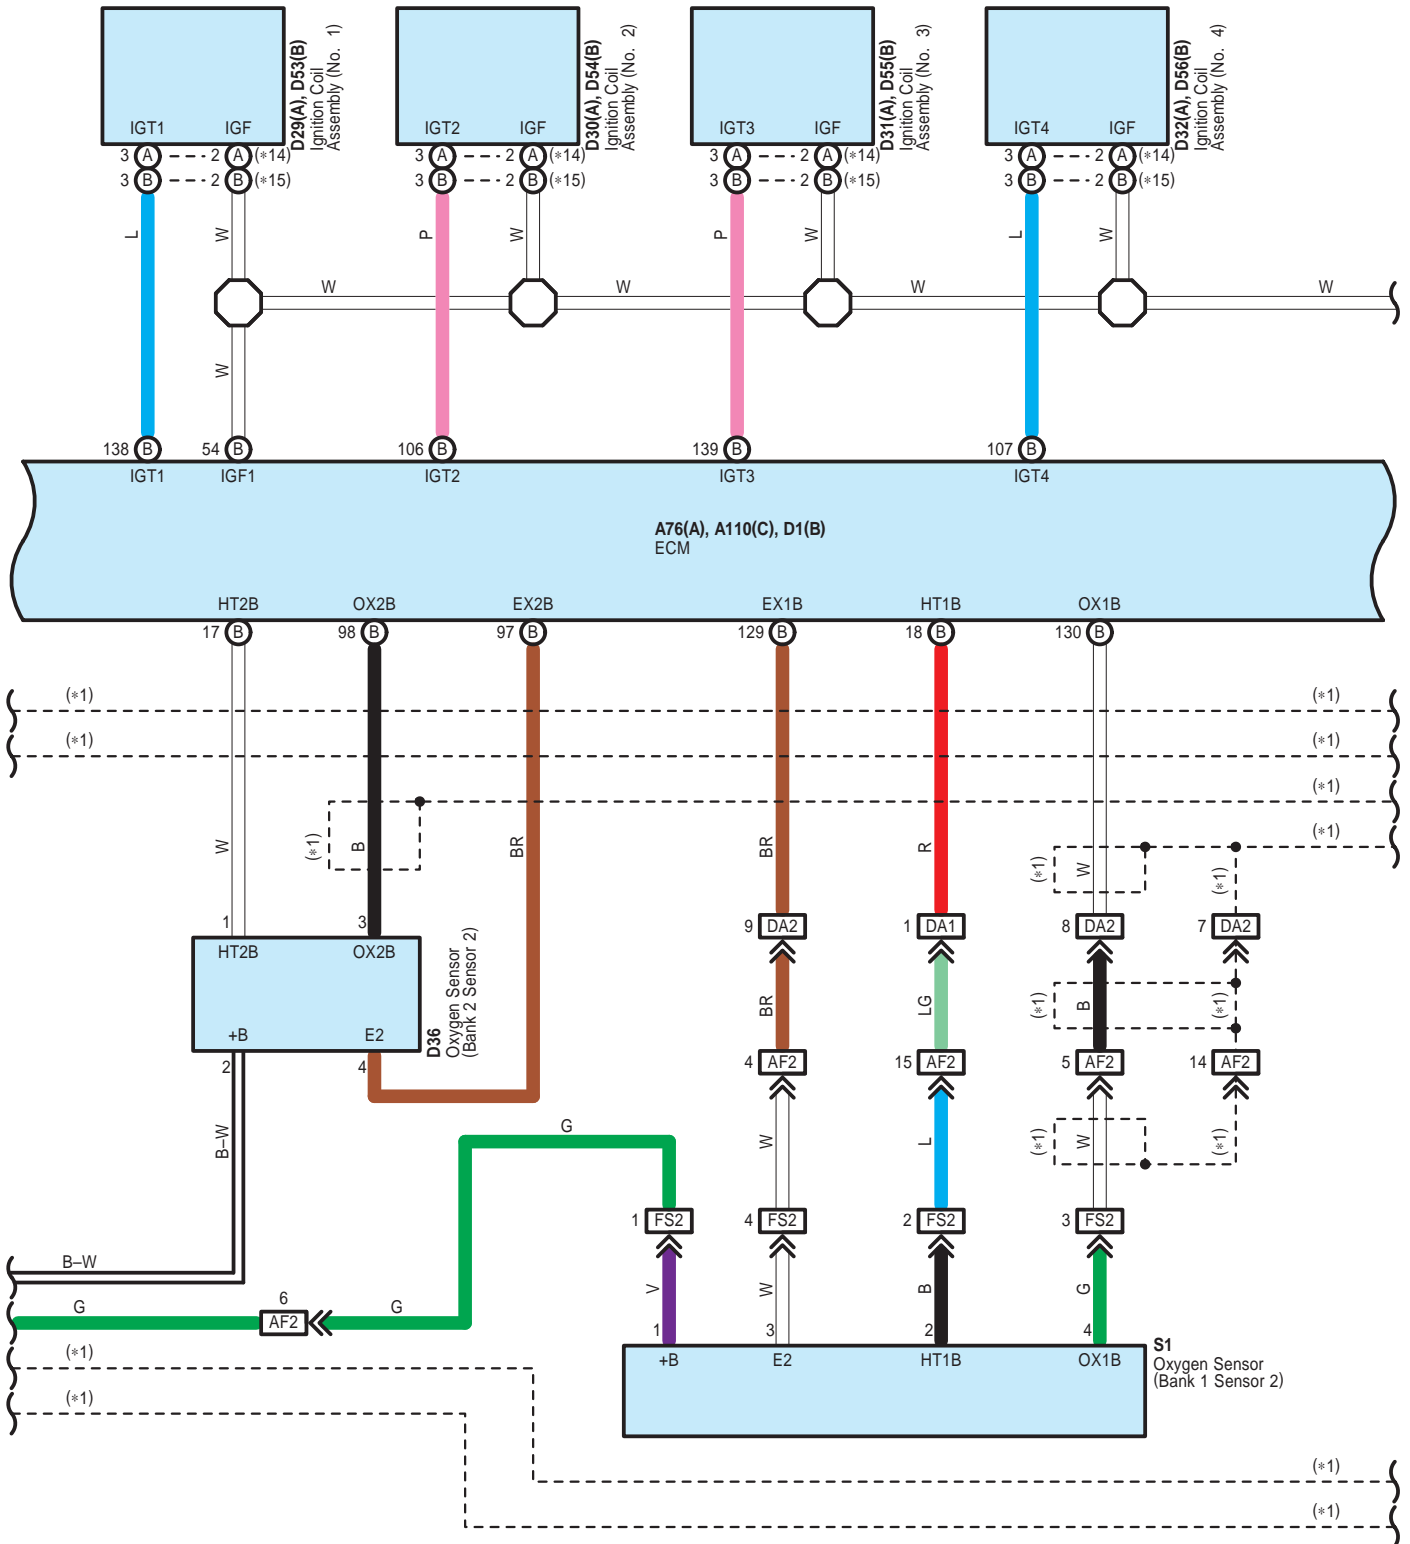 IGT1 IGF
D29(A), D53(B)
Ignition Coil
Assembly (No. 1)
IGT2 IGF
D30(A), D54(B)
Ignition Coil
Assembly (No. 2)
IGT3 IGF
D31(A), D55(B)
Ignition Coil
Assembly (No. 3)
IGT4 IGF
D32(A), D56(B)
Ignition Coil
Assembly (No. 4)
3 A 2 A (*14) 3 A 2 A (*14) 3 A 2 A (*14) 3 A 2 A (*14)
3 B 2 B (*15) 3 B 2 B (*15) 3 B 2 B (*15) 3 B 2 B (*15)
L W P W P W L W
W W W W
W
138 B 54 B 106 B 139 B 107 B
IGT1 IGF1 IGT2 IGT3 IGT4
A76(A), A110(C), D1(B)
ECM
HT2B OX2B EX2B EX1B HT1B OX1B
17 B 98 B 97 B 129 B 18 B 130 B
(*1) (*1)
(*1) (*1)
(*1)
(*1)
W (*1) B BR BR R (*1) W (*1)
1 3 9 DA2 1 DA1 8 DA2 7 DA2
HT2B OX2B
D36
Oxygen Sensor
(Bank 2 Sensor 2)
BR LG (*1) B (*1)
+B E2
2 4 4 AF2 15 AF2 5 AF2 14 AF2
B–W G W L (*1) W (*1)
1 FS2 4 FS2 2 FS2 3 FS2
B–W
V W B G
G 6 AF2 G
1 3 2 4
S1
Oxygen Sensor
(Bank 1 Sensor 2)
+B E2 HT1B OX1B
(*1)
(*1)
(*1)
(*1)